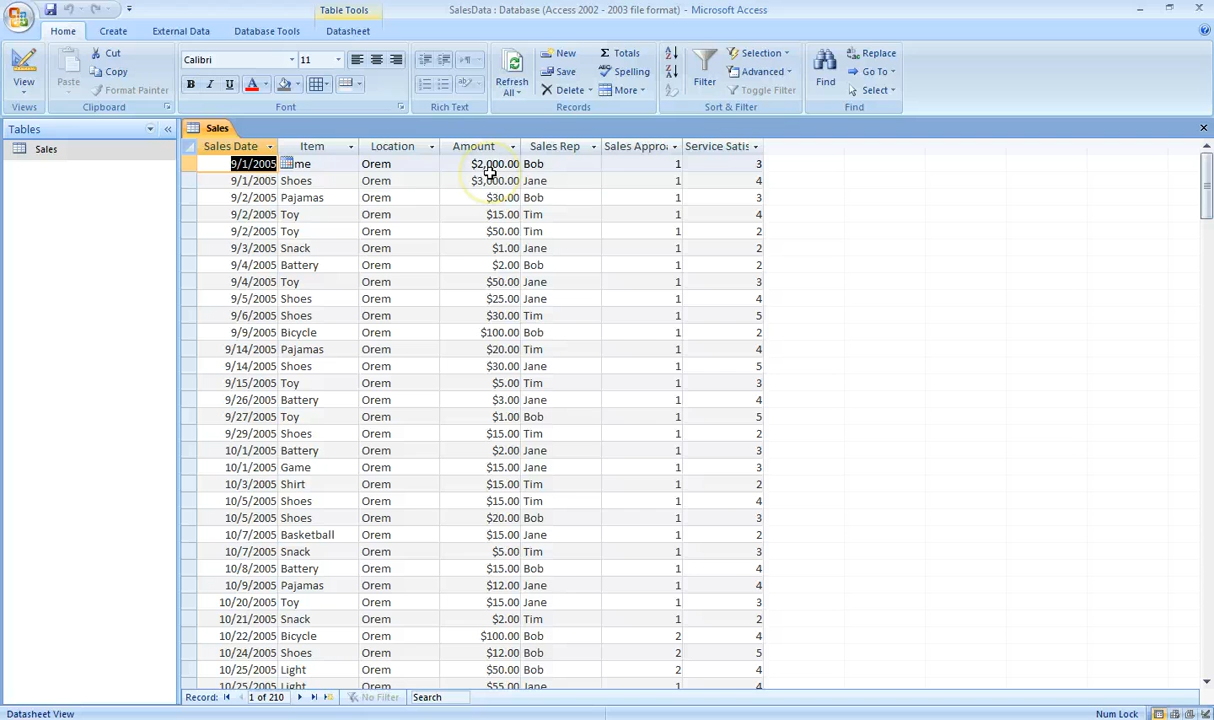 SalesData : Database (Access 2002 - 2003 file format) - Microsoft Access
Table Tools
Home Create External Data Database Tools Datasheet
View
Views
Paste
Cut
Copy
Format Painter
Clipboard
Calibri 11
B I U A
Font
Rich Text
Refresh All
New
Save
Delete
Totals
Spelling
More
Records
Filter
Selection
Advanced
Toggle Filter
Sort & Filter
Find
Replace
Go To
Select
Find
Tables
Sales
Sales
Sales Date Item Location Amount Sales Rep Sales Approa Service Satis
9/1/2005 me Orem $2,000.00 Bob 1 3
9/1/2005 Shoes Orem $3,000.00 Jane 1 4
9/2/2005 Pajamas Orem $30.00 Bob 1 3
9/2/2005 Toy Orem $15.00 Tim 1 4
9/2/2005 Toy Orem $50.00 Tim 1 2
9/3/2005 Snack Orem $1.00 Jane 1 2
9/4/2005 Battery Orem $2.00 Bob 1 2
9/4/2005 Toy Orem $50.00 Jane 1 3
9/5/2005 Shoes Orem $25.00 Jane 1 4
9/6/2005 Shoes Orem $30.00 Tim 1 5
9/9/2005 Bicycle Orem $100.00 Bob 1 2
9/14/2005 Pajamas Orem $20.00 Tim 1 4
9/14/2005 Shoes Orem $30.00 Jane 1 5
9/15/2005 Toy Orem $5.00 Tim 1 3
9/26/2005 Battery Orem $3.00 Jane 1 4
9/27/2005 Toy Orem $1.00 Bob 1 5
9/29/2005 Shoes Orem $15.00 Tim 1 2
10/1/2005 Battery Orem $2.00 Jane 1 3
10/1/2005 Game Orem $15.00 Jane 1 3
10/3/2005 Shirt Orem $15.00 Tim 1 2
10/5/2005 Shoes Orem $15.00 Tim 1 4
10/5/2005 Shoes Orem $20.00 Bob 1 3
10/7/2005 Basketball Orem $15.00 Jane 1 2
10/7/2005 Snack Orem $5.00 Tim 1 3
10/8/2005 Battery Orem $15.00 Bob 1 4
10/9/2005 Pajamas Orem $12.00 Jane 1 4
10/20/2005 Toy Orem $15.00 Jane 1 3
10/21/2005 Snack Orem $2.00 Tim 1 2
10/22/2005 Bicycle Orem $100.00 Bob 2 4
10/24/2005 Shoes Orem $12.00 Bob 2 5
10/25/2005 Light Orem $50.00 Bob 2 4
10/25/2005 Light Orem $55.00 Jane 1 4
Record: 1 of 210 No Filter Search
Datasheet View Num Lock